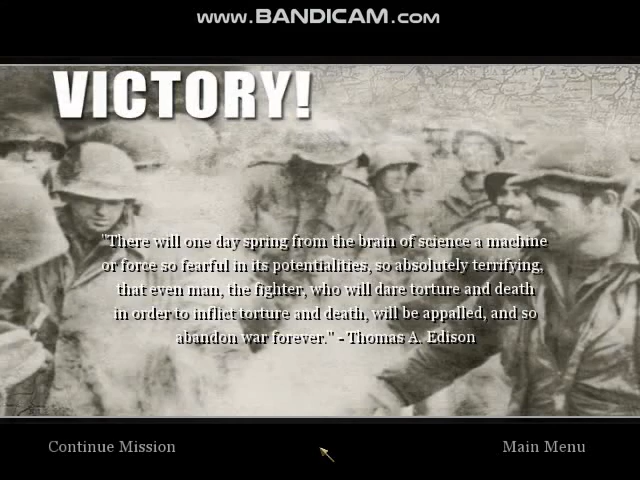 www.BANDICAM.com
VICTORY!
"There will one day spring from the brain of science a machine
or force so fearful in its potentialities, so absolutely terrifying,
that even man, the fighter, who will dare torture and death
in order to inflict torture and death, will be appalled, and so
abandon war forever." - Thomas A. Edison
Continue Mission
Main Menu